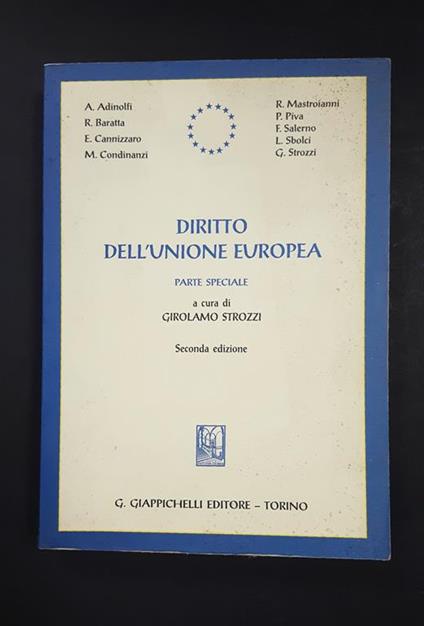 A. Adinolfi
R. Baratta
E. Cannizzaro
M. Condinanzi
R. Mastroianni
P. Piva
F. Salerno
L. Sbolci
G. Strozzi
DIRITTO
DELL'UNIONE EUROPEA
PARTE SPECIALE
a cura di
GIROLAMO STROZZI
Seconda edizione
G. GIAPPICHELLI EDITORE – TORINO